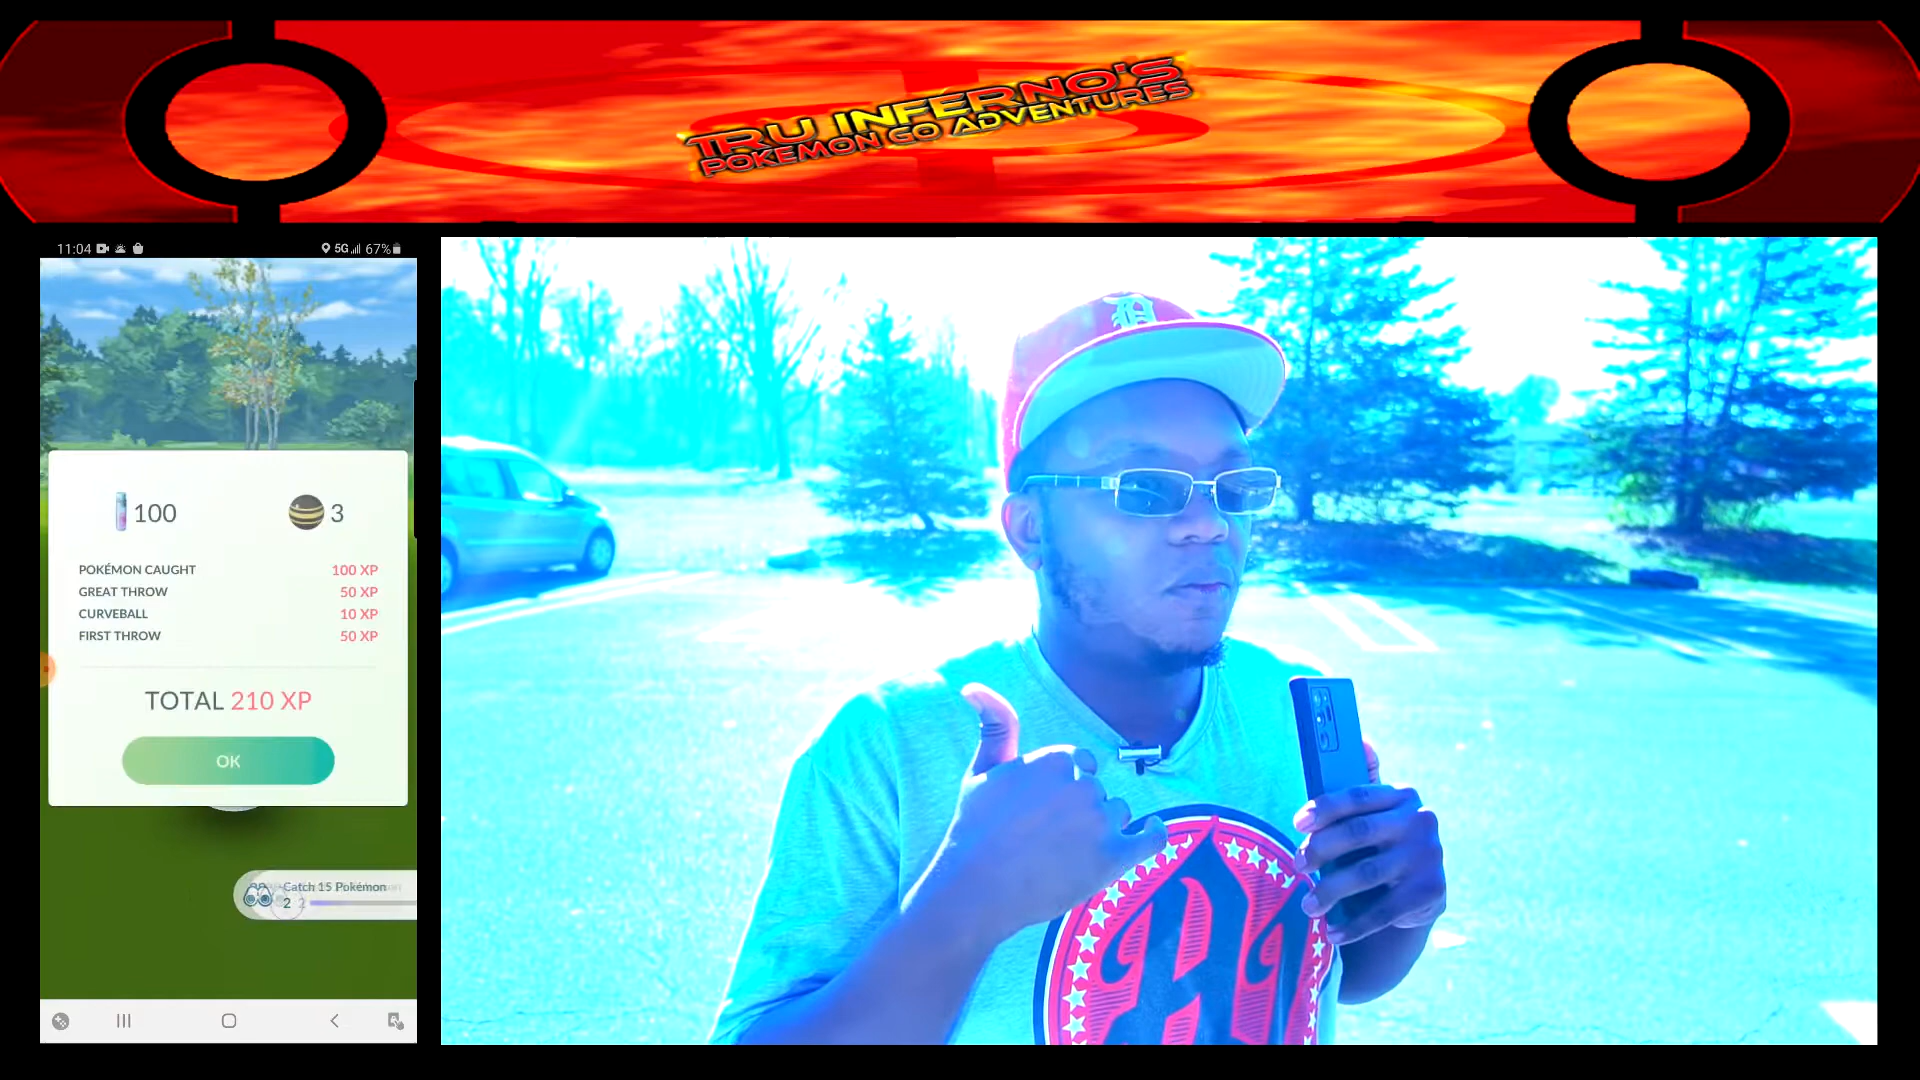 TRU INFERNO'S
POKEMON GO ADVENTURES
11:04
5G 67%
100
3
POKÉMON CAUGHT 100 XP
GREAT THROW 50 XP
CURVEBALL 10 XP
FIRST THROW 50 XP
TOTAL 210 XP
OK
Catch 15 Pokémon
2 2
D
A